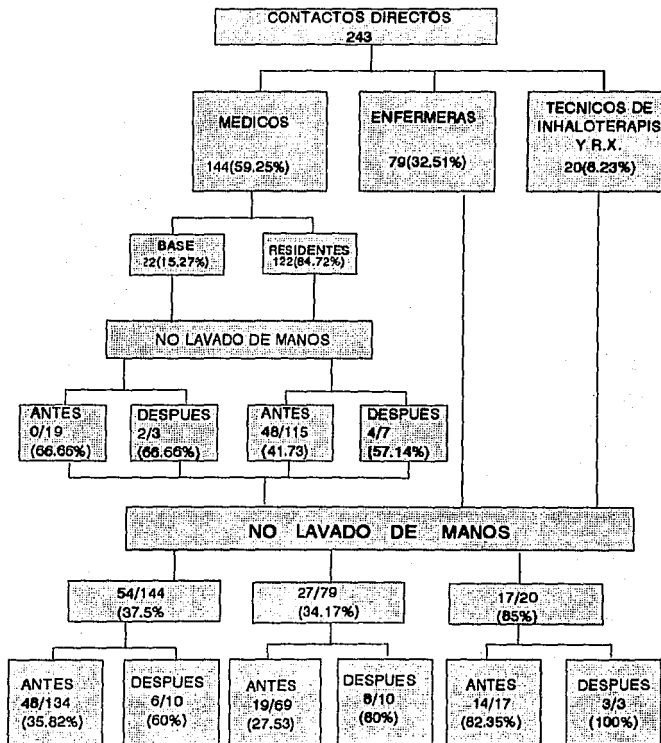 CONTACTOS DIRECTOS
243
MEDICOS
144(59.25%)
ENFERMERAS
79(32.51%)
TECNICOS DE
INHALOTERAPIS
Y R.X.
20(8.23%)
BASE
22(15.27%)
RESIDENTES
122(84.72%)
NO LAVADO DE MANOS
ANTES
0/19
(66.66%)
DESPUES
2/3
(66.66%)
ANTES
48/115
(41.73)
DESPUES
4/7
(57.14%)
NO LAVADO DE MANOS
54/144
(37.5%
27/79
(34.17%)
17/20
(85%)
ANTES
48/134
(35.82%)
DESPUES
6/10
(60%)
ANTES
19/69
(27.53)
DESPUES
8/10
(80%)
ANTES
14/17
(82.35%)
DESPUES
3/3
(100%)